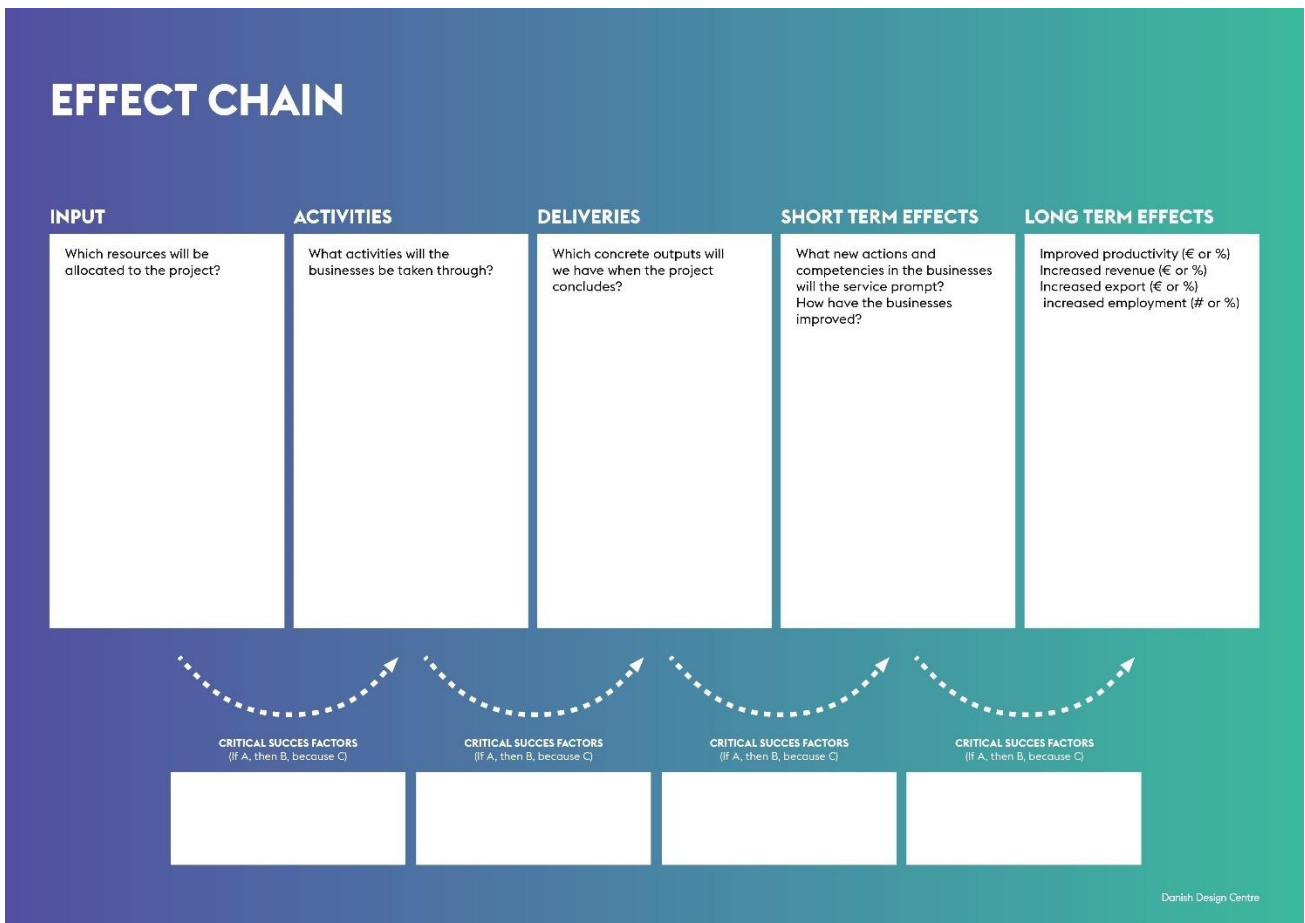 EFFECT CHAIN
INPUT
Which resources will be
allocated to the project?
ACTIVITIES
What activities will the
businesses be taken through?
DELIVERIES
Which concrete outputs will
we have when the project
concludes?
SHORT TERM EFFECTS
What new actions and
competencies in the businesses
will the service prompt?
How have the businesses
improved?
LONG TERM EFFECTS
Improved productivity (€ or %)
Increased revenue (€ or %)
Increased export (€ or %)
increased employment (# or %)
CRITICAL SUCCES FACTORS
(If A, then B, because C)
CRITICAL SUCCES FACTORS
(If A, then B, because C)
CRITICAL SUCCES FACTORS
(If A, then B, because C)
CRITICAL SUCCES FACTORS
(If A, then B, because C)
Danish Design Centre